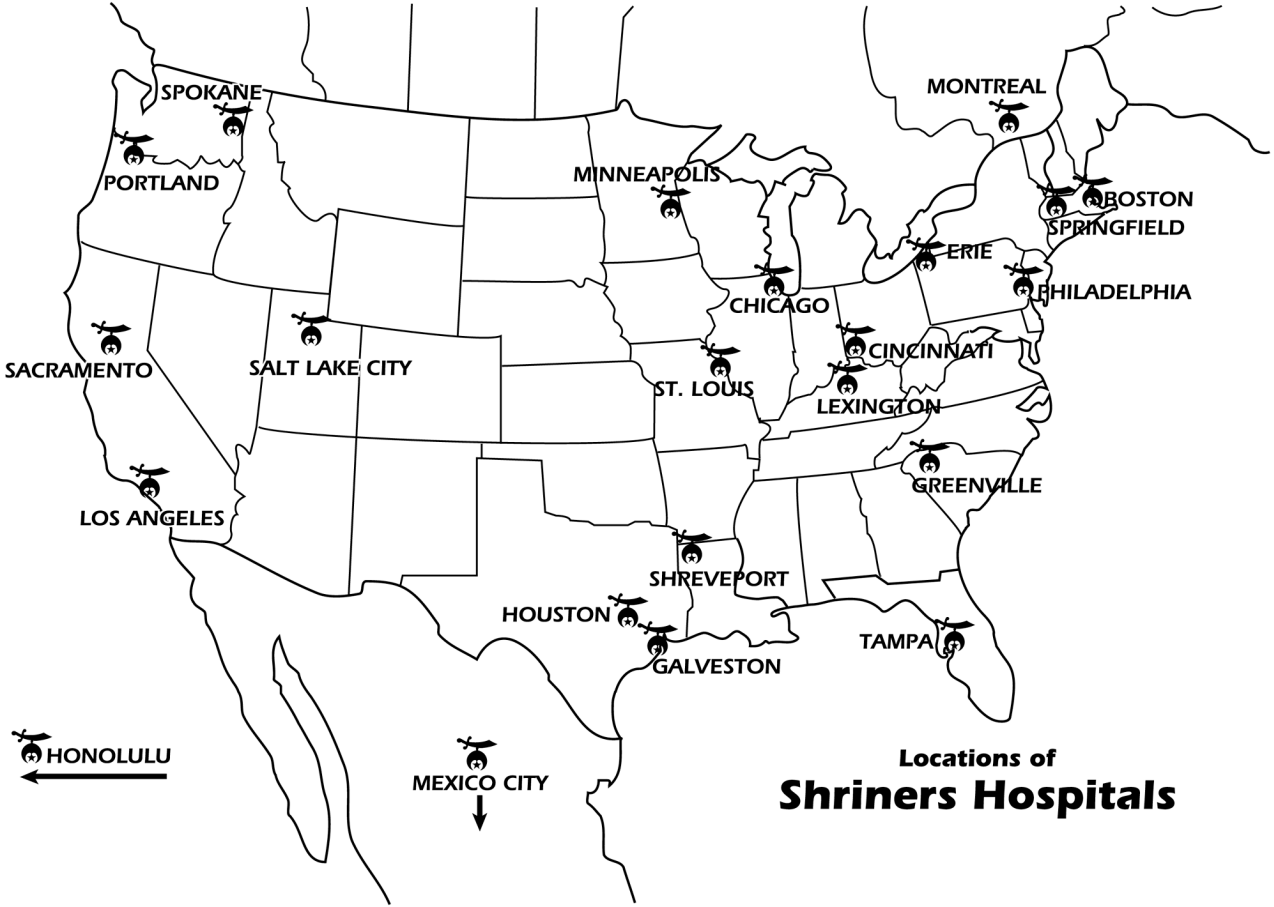 MONTREAL
SPOKANE
PORTLAND
MINNEAPOLIS
BOSTON
SPRINGFIELD
ERIE
PHILADELPHIA
CHICAGO
SACRAMENTO
SALT LAKE CITY
CINCINNATI
ST. LOUIS
LEXINGTON
GREENVILLE
LOS ANGELES
SHREVEPORT
HOUSTON
TAMPA
GALVESTON
HONOLULU
MEXICO CITY
Locations of
Shriners Hospitals